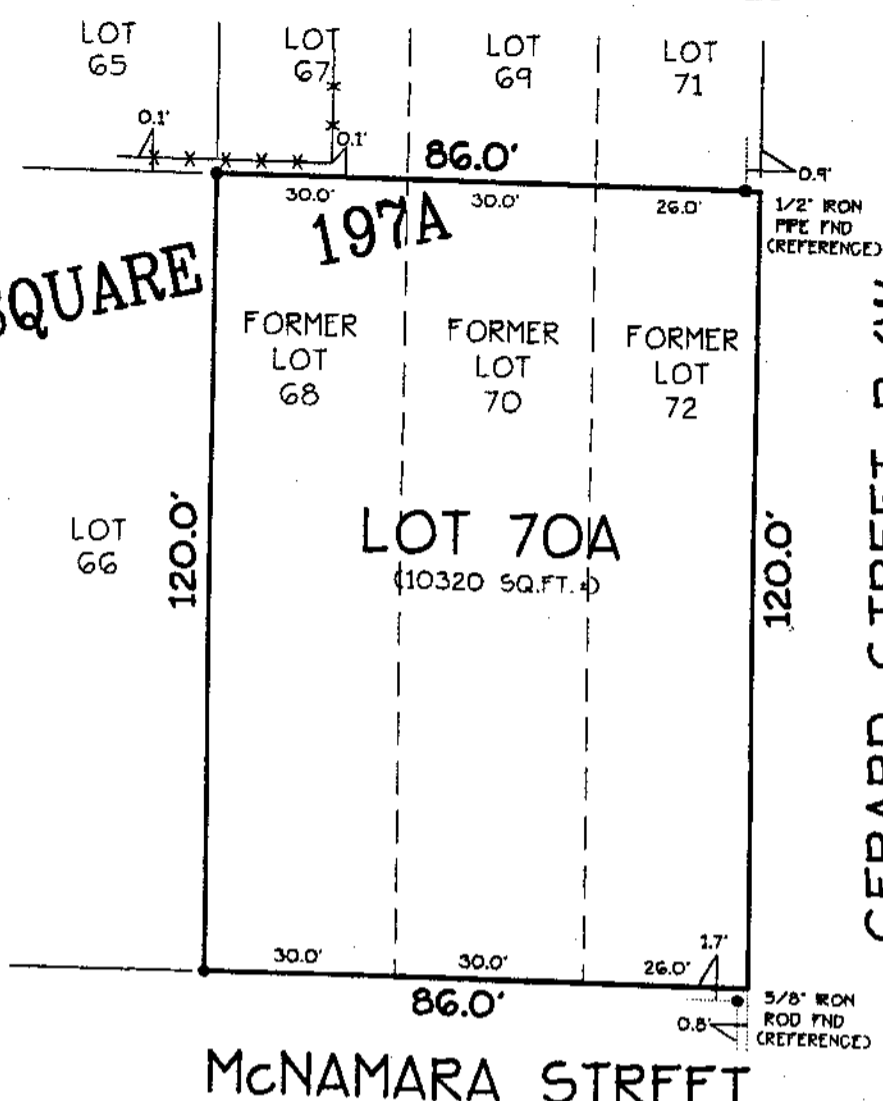 LOT
65
LOT
67
LOT
69
LOT
71
0.1'
0.1'
86.0'
0.9'
30.0'
30.0'
26.0'
1/2" IRON
PIPE FND
(REFERENCE)
SQUARE 197A
FORMER
LOT
68
FORMER
LOT
70
FORMER
LOT
72
LOT
66
120.0'
LOT 70A
(10320 SQ.FT.±)
120.0'
GERARD STREET
30.0'
30.0'
26.0'
1.7'
86.0'
0.8'
5/8" IRON
ROD FND
(REFERENCE)
McNAMARA STREET